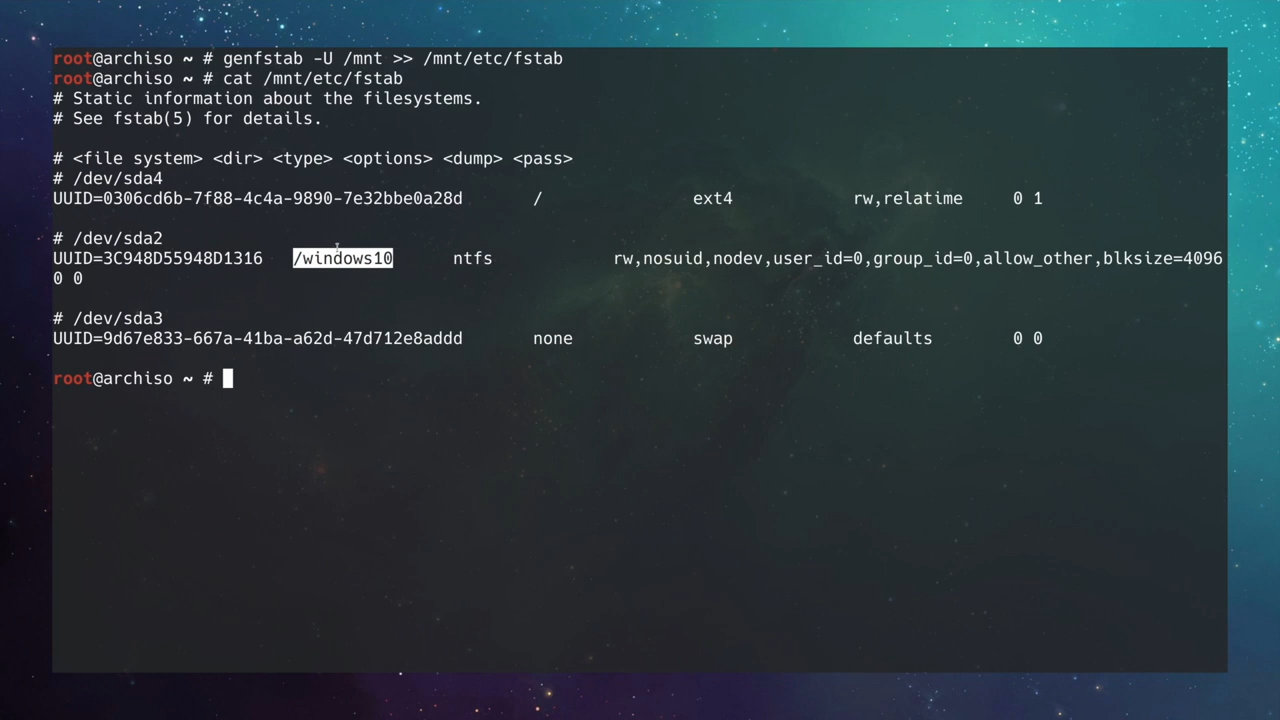 root@archiso ~ # genfstab -U /mnt >> /mnt/etc/fstab
root@archiso ~ # cat /mnt/etc/fstab
# Static information about the filesystems.
# See fstab(5) for details.
# <file system> <dir> <type> <options> <dump> <pass>
# /dev/sda4
UUID=0306cd6b-7f88-4c4a-9890-7e32bbe0a28d / ext4 rw,relatime 0 1
# /dev/sda2
UUID=3C948D55948D1316 /windows10 ntfs rw,nosuid,nodev,user_id=0,group_id=0,allow_other,blksize=4096
0 0
# /dev/sda3
UUID=9d67e833-667a-41ba-a62d-47d712e8addd none swap defaults 0 0
root@archiso ~ #